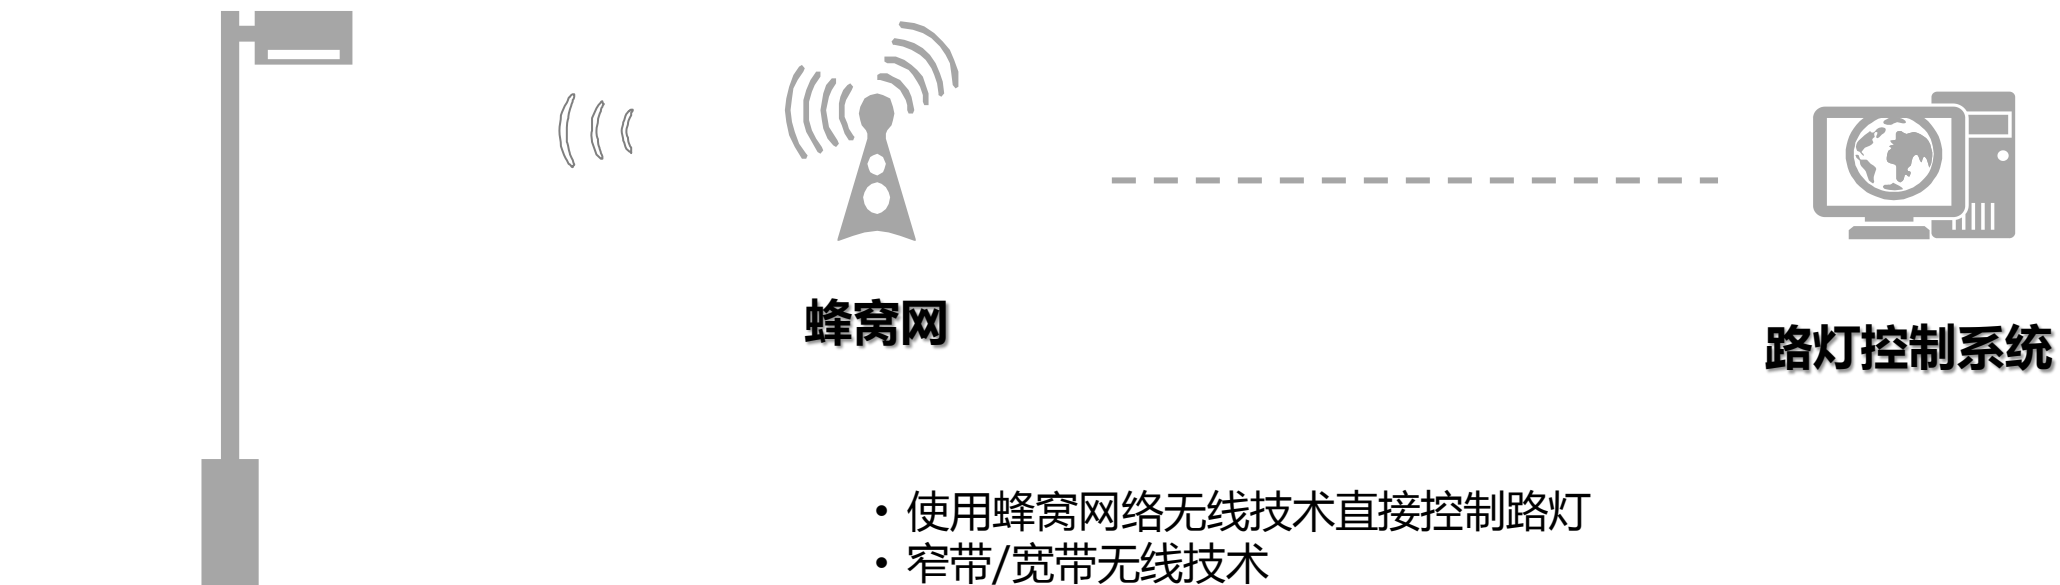 蜂窝网
路灯控制系统
• 使用蜂窝网络无线技术直接控制路灯
• 窄带/宽带无线技术